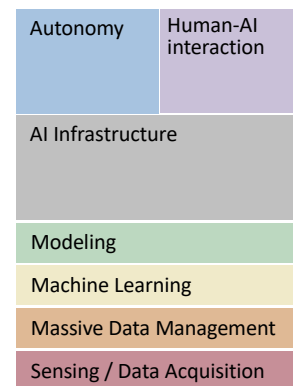 Autonomy
Human-AI
interaction
AI Infrastructure
Modeling
Machine Learning
Massive Data Management
Sensing / Data Acquisition